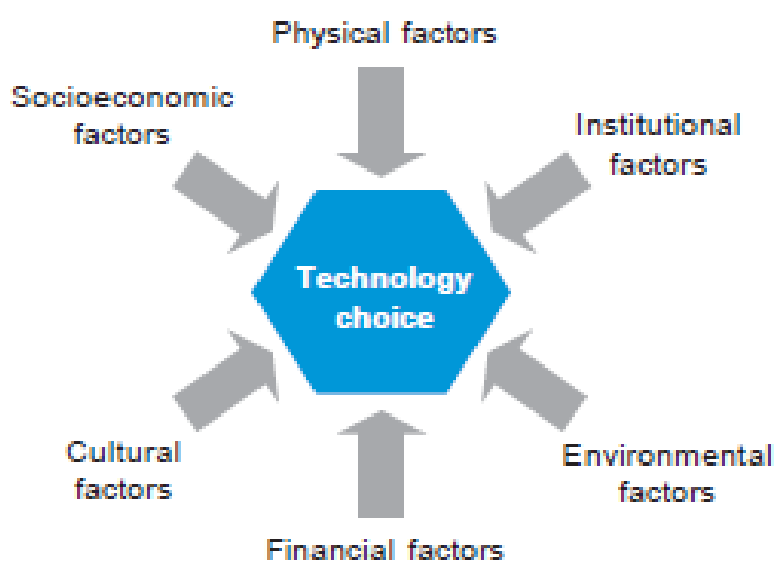 Physical factors
Socioeconomic
factors
Institutional
factors
Technology
choice
Cultural
factors
Environmental
factors
Financial factors